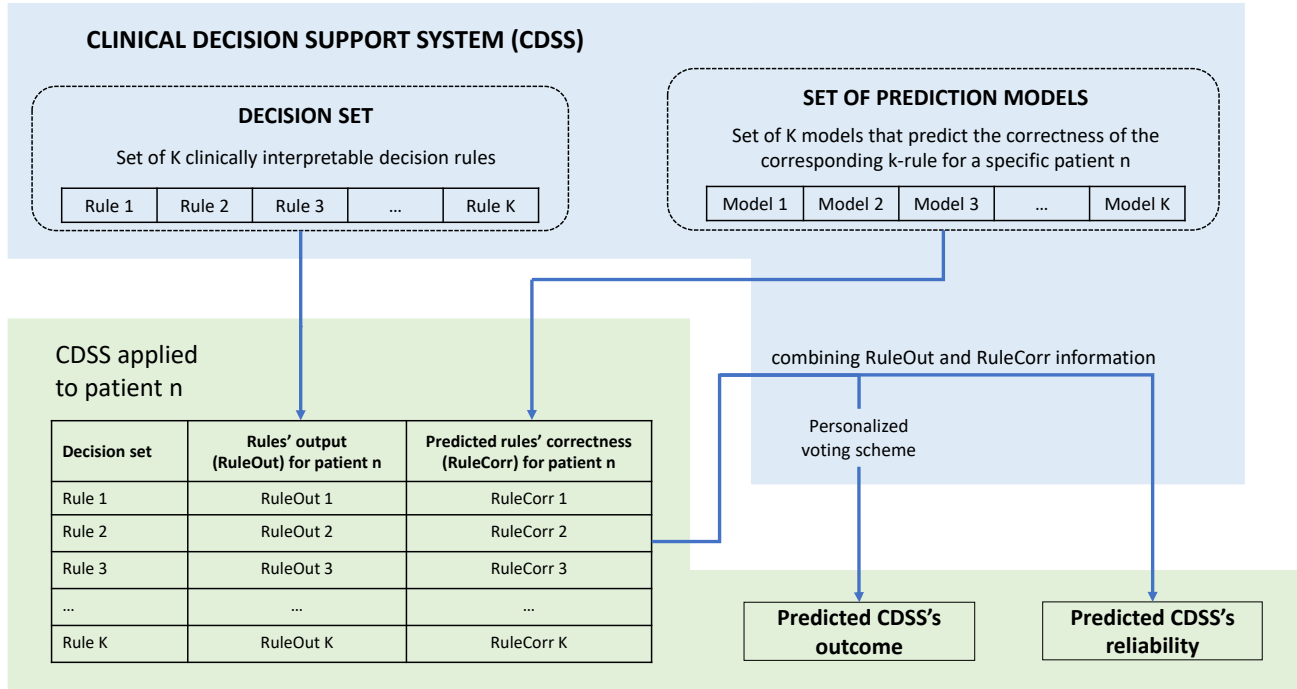 CLINICAL DECISION SUPPORT SYSTEM (CDSS)
DECISION SET
Set of K clinically interpretable decision rules
Rule 1 Rule 2 Rule 3 ... Rule K
SET OF PREDICTION MODELS
Set of K models that predict the correctness of the
corresponding k-rule for a specific patient n
Model 1 Model 2 Model 3 ... Model K
CDSS applied
to patient n
combining RuleOut and RuleCorr information
Personalized
voting scheme
Decision set
Rules’ output
(RuleOut) for patient n
Predicted rules’ correctness
(RuleCorr) for patient n
Rule 1 RuleOut 1 RuleCorr 1
Rule 2 RuleOut 2 RuleCorr 2
Rule 3 RuleOut 3 RuleCorr 3
... ... ...
Rule K RuleOut K RuleCorr K
Predicted CDSS’s
outcome
Predicted CDSS’s
reliability